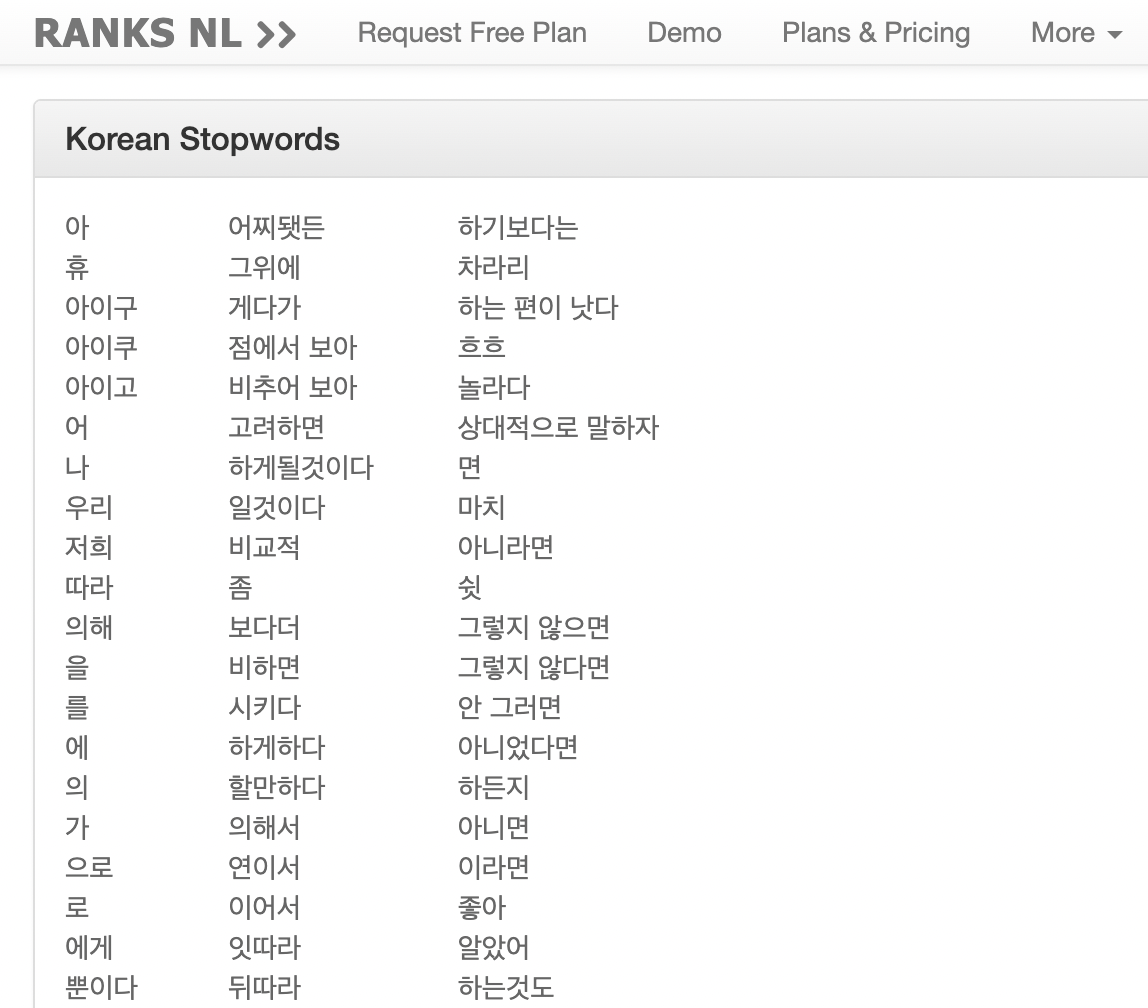 RANKS NL >> Request Free Plan Demo Plans & Pricing More
Korean Stopwords
아 어찌됏든 하기보다는
휴 그위에 차라리
아이구 게다가 하는 편이 낫다
아이쿠 점에서 보아 흐흐
아이고 비추어 보아 놀라다
어 고려하면 상대적으로 말하자
나 하게될것이다 면
우리 일것이다 마치
저희 비교적 아니라면
따라 좀 쉿
의해 보다더 그렇지 않으면
을 비하면 그렇지 않다면
를 시키다 안 그러면
에 하게하다 아니었다면
의 할만하다 하든지
가 의해서 아니면
으로 연이서 이라면
로 이어서 좋아
에게 잇따라 알았어
뿐이다 뒤따라 하는것도